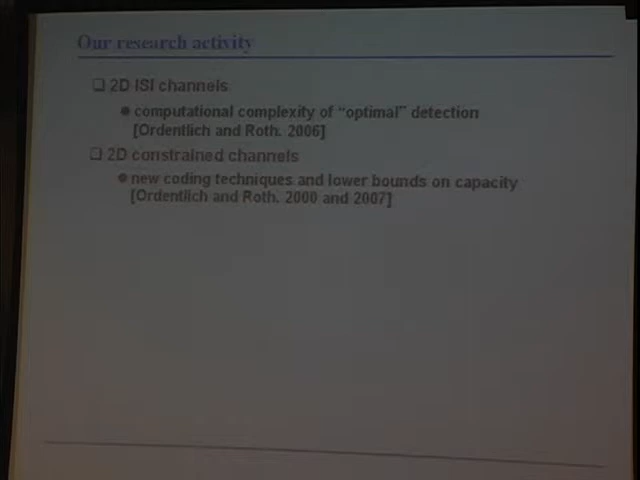 Our research activity
❑ 2D ISI channels
● computational complexity of “optimal” detection
[Ordentlich and Roth. 2006]
❑ 2D constrained channels
● new coding techniques and lower bounds on capacity
[Ordentlich and Roth. 2000 and 2007]